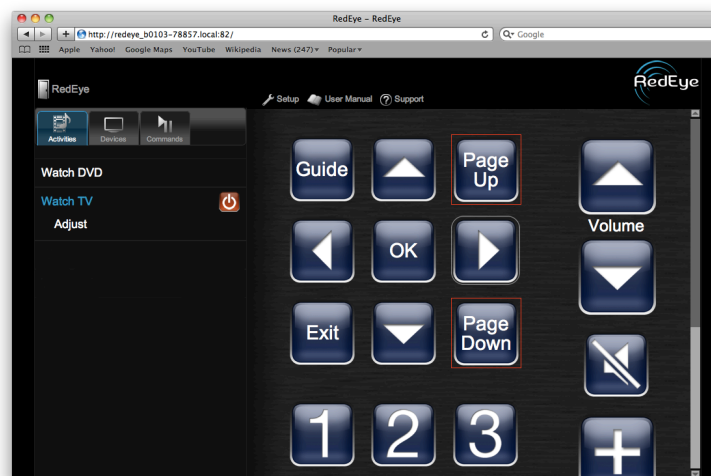 RedEye – RedEye
http://redeye_b0103-78857.local:82/
Google
Apple Yahoo! Google Maps YouTube Wikipedia News (247) Popular
RedEye
Setup User Manual Support
RedEye
Activities Devices Commands
Watch DVD
Watch TV
Adjust
Guide
Page
Up
Volume
OK
Exit
Page
Down
1 2 3